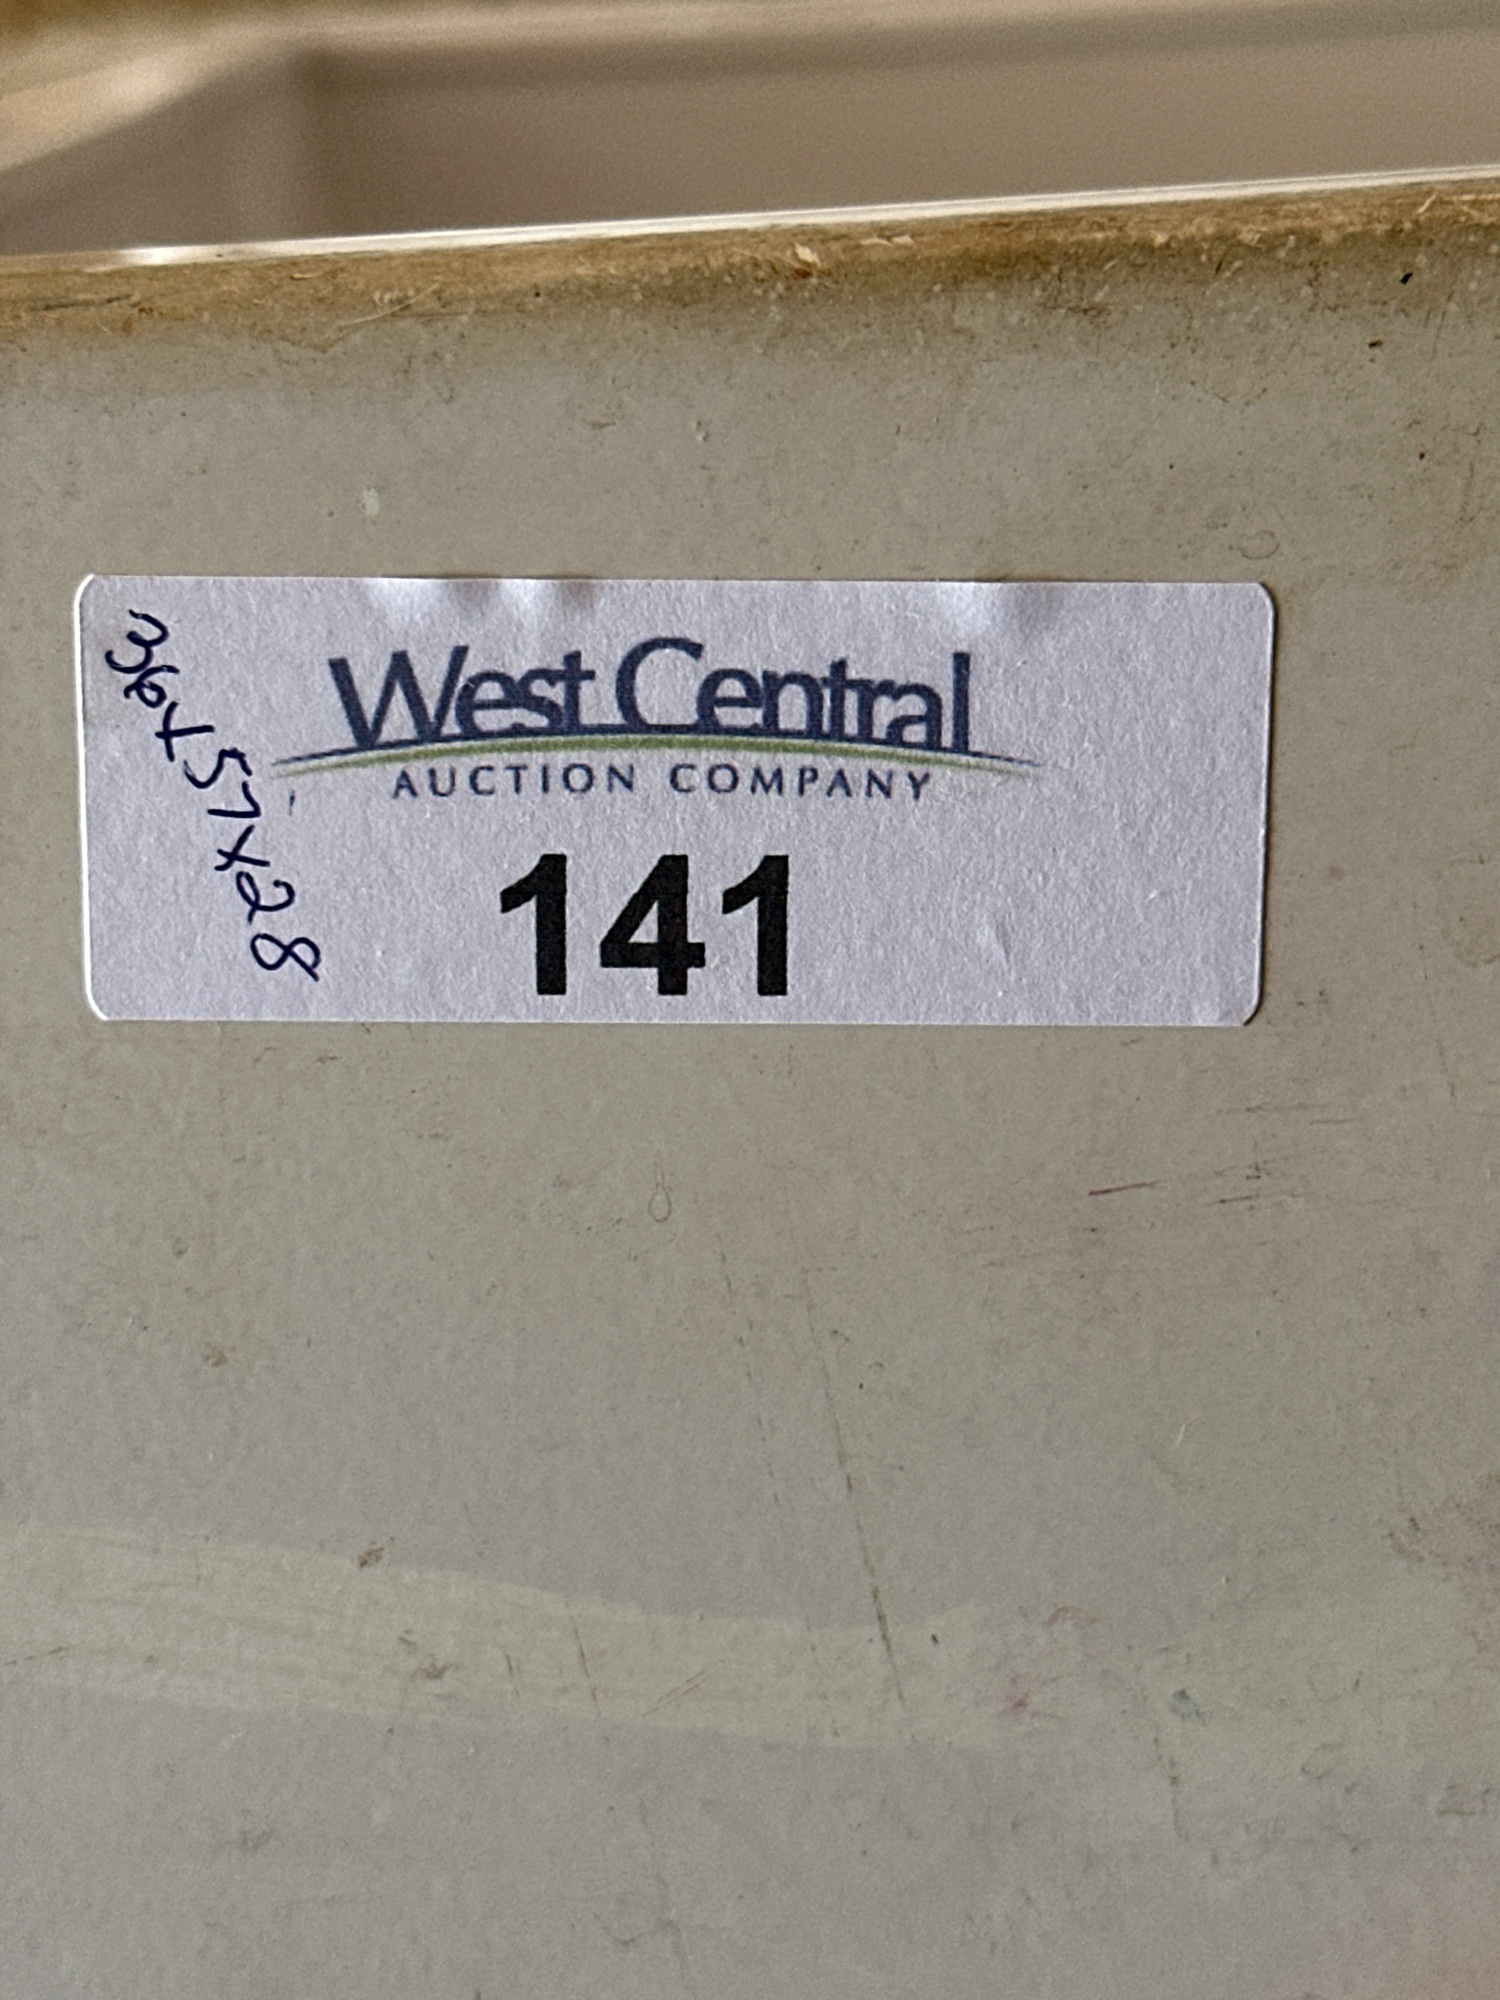 36x57x28
West Central
AUCTION COMPANY
141